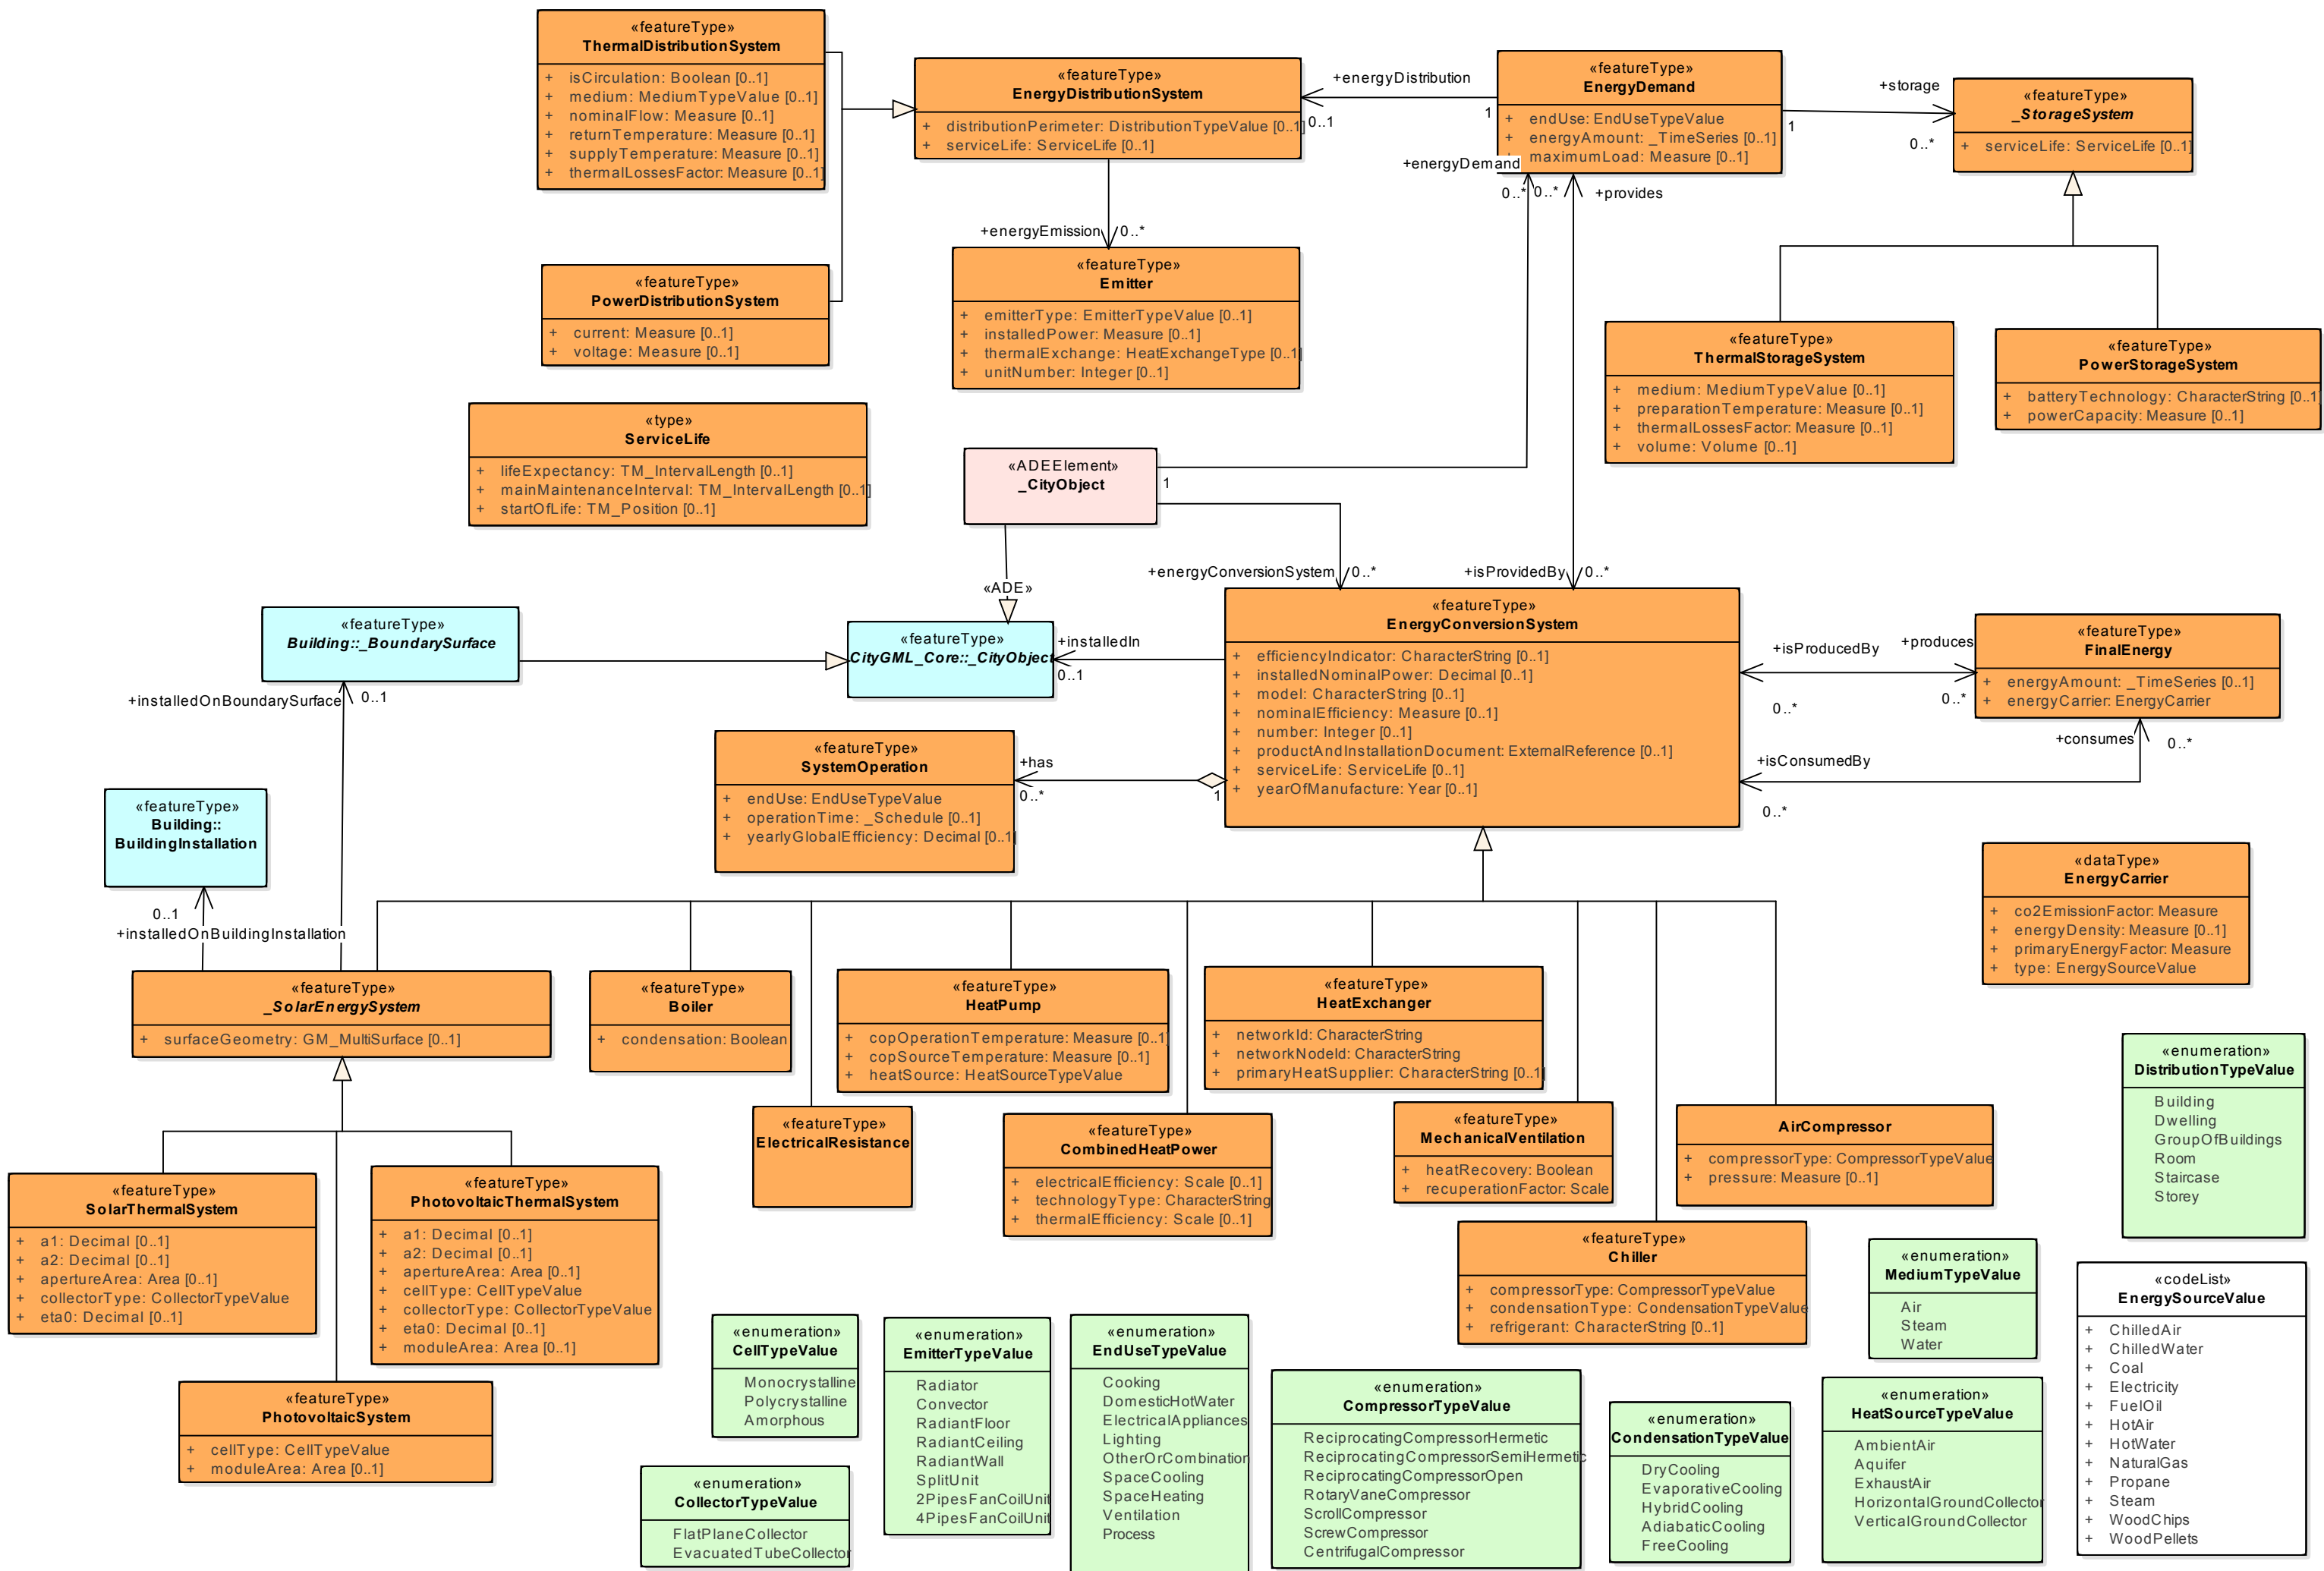 «featureType»
ThermalDistributionSystem
+ isCirculation: Boolean [0..1]
+ medium: MediumTypeValue [0..1]
+ nominalFlow: Measure [0..1]
+ returnTemperature: Measure [0..1]
+ supplyTemperature: Measure [0..1]
+ thermalLossesFactor: Measure [0..1]
«featureType»
EnergyDistributionSystem
+ distributionPerimeter: DistributionTypeValue [0..1]
+ serviceLife: ServiceLife [0..1]
+energyDistribution
0..1
1
«featureType»
EnergyDemand
+ endUse: EndUseTypeValue
+ energyAmount: _TimeSeries [0..1]
+ maximumLoad: Measure [0..1]
+storage
1
0..*
«featureType»
_StorageSystem
+ serviceLife: ServiceLife [0..1]
+energyDemand
0..*
0..*
+provides
+energyEmission
0..*
«featureType»
PowerDistributionSystem
+ current: Measure [0..1]
+ voltage: Measure [0..1]
«featureType»
Emitter
+ emitterType: EmitterTypeValue [0..1]
+ installedPower: Measure [0..1]
+ thermalExchange: HeatExchangeType [0..1]
+ unitNumber: Integer [0..1]
«featureType»
ThermalStorageSystem
+ medium: MediumTypeValue [0..1]
+ preparationTemperature: Measure [0..1]
+ thermalLossesFactor: Measure [0..1]
+ volume: Volume [0..1]
«featureType»
PowerStorageSystem
+ batteryTechnology: CharacterString [0..1]
+ powerCapacity: Measure [0..1]
«type»
ServiceLife
+ lifeExpectancy: TM_IntervalLength [0..1]
+ mainMaintenanceInterval: TM_IntervalLength [0..1]
+ startOfLife: TM_Position [0..1]
«ADEElement»
_CityObject
1
«ADE»
+energyConversionSystem
0..*
+isProvidedBy
0..*
«featureType»
Building::_BoundarySurface
«featureType»
CityGML_Core::_CityObject
+installedIn
0..1
«featureType»
EnergyConversionSystem
+ efficiencyIndicator: CharacterString [0..1]
+ installedNominalPower: Decimal [0..1]
+ model: CharacterString [0..1]
+ nominalEfficiency: Measure [0..1]
+ number: Integer [0..1]
+ productAndInstallationDocument: ExternalReference [0..1]
+ serviceLife: ServiceLife [0..1]
+ yearOfManufacture: Year [0..1]
+isProducedBy
0..*
+produces
0..*
«featureType»
FinalEnergy
+ energyAmount: _TimeSeries [0..1]
+ energyCarrier: EnergyCarrier
+consumes
0..*
+isConsumedBy
0..*
+installedOnBoundarySurface
0..1
«featureType»
SystemOperation
+ endUse: EndUseTypeValue
+ operationTime: _Schedule [0..1]
+ yearlyGlobalEfficiency: Decimal [0..1]
+has
0..*
1
«featureType»
Building::
BuildingInstallation
0..1
+installedOnBuildingInstallation
«dataType»
EnergyCarrier
+ co2EmissionFactor: Measure
+ energyDensity: Measure [0..1]
+ primaryEnergyFactor: Measure
+ type: EnergySourceValue
«featureType»
_SolarEnergySystem
+ surfaceGeometry: GM_MultiSurface [0..1]
«featureType»
Boiler
+ condensation: Boolean
«featureType»
HeatPump
+ copOperationTemperature: Measure [0..1]
+ copSourceTemperature: Measure [0..1]
+ heatSource: HeatSourceTypeValue
«featureType»
HeatExchanger
+ networkId: CharacterString
+ networkNodeId: CharacterString
+ primaryHeatSupplier: CharacterString [0..1]
«featureType»
ElectricalResistance
«featureType»
CombinedHeatPower
+ electricalEfficiency: Scale [0..1]
+ technologyType: CharacterString
+ thermalEfficiency: Scale [0..1]
«featureType»
MechanicalVentilation
+ heatRecovery: Boolean
+ recuperationFactor: Scale
AirCompressor
+ compressorType: CompressorTypeValue
+ pressure: Measure [0..1]
«enumeration»
DistributionTypeValue
Building
Dwelling
GroupOfBuildings
Room
Staircase
Storey
«featureType»
SolarThermalSystem
+ a1: Decimal [0..1]
+ a2: Decimal [0..1]
+ apertureArea: Area [0..1]
+ collectorType: CollectorTypeValue
+ eta0: Decimal [0..1]
«featureType»
PhotovoltaicThermalSystem
+ a1: Decimal [0..1]
+ a2: Decimal [0..1]
+ apertureArea: Area [0..1]
+ cellType: CellTypeValue
+ collectorType: CollectorTypeValue
+ eta0: Decimal [0..1]
+ moduleArea: Area [0..1]
«featureType»
Chiller
+ compressorType: CompressorTypeValue
+ condensationType: CondensationTypeValue
+ refrigerant: CharacterString [0..1]
«featureType»
PhotovoltaicSystem
+ cellType: CellTypeValue
+ moduleArea: Area [0..1]
«enumeration»
CellTypeValue
Monocrystalline
Polycrystalline
Amorphous
«enumeration»
CollectorTypeValue
FlatPlaneCollector
EvacuatedTubeCollector
«enumeration»
EmitterTypeValue
Radiator
Convector
RadiantFloor
RadiantCeiling
RadiantWall
SplitUnit
2PipesFanCoilUnit
4PipesFanCoilUnit
«enumeration»
EndUseTypeValue
Cooking
DomesticHotWater
ElectricalAppliances
Lighting
OtherOrCombination
SpaceCooling
SpaceHeating
Ventilation
Process
«enumeration»
CompressorTypeValue
ReciprocatingCompressorHermetic
ReciprocatingCompressorSemiHermetic
ReciprocatingCompressorOpen
RotaryVaneCompressor
ScrollCompressor
ScrewCompressor
CentrifugalCompressor
«enumeration»
CondensationTypeValue
DryCooling
EvaporativeCooling
HybridCooling
AdiabaticCooling
FreeCooling
«enumeration»
MediumTypeValue
Air
Steam
Water
«enumeration»
HeatSourceTypeValue
AmbientAir
Aquifer
ExhaustAir
HorizontalGroundCollector
VerticalGroundCollector
«codeList»
EnergySourceValue
+ ChilledAir
+ ChilledWater
+ Coal
+ Electricity
+ FuelOil
+ HotAir
+ HotWater
+ NaturalGas
+ Propane
+ Steam
+ WoodChips
+ WoodPellets